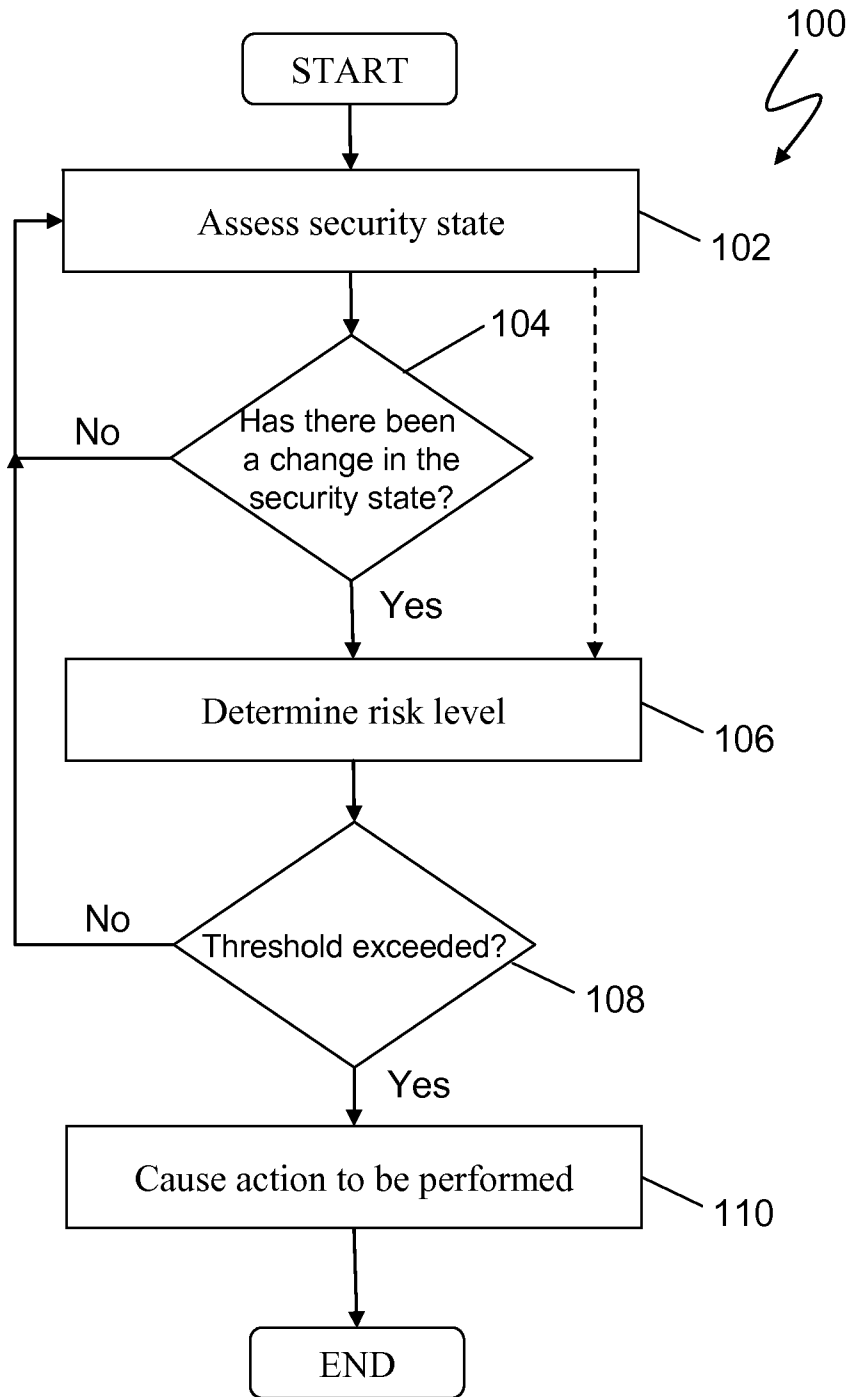 100
START
Assess security state
102
104
Has there been
a change in the
security state?
No
Yes
Determine risk level
106
No
Threshold exceeded?
108
Yes
Cause action to be performed
110
END